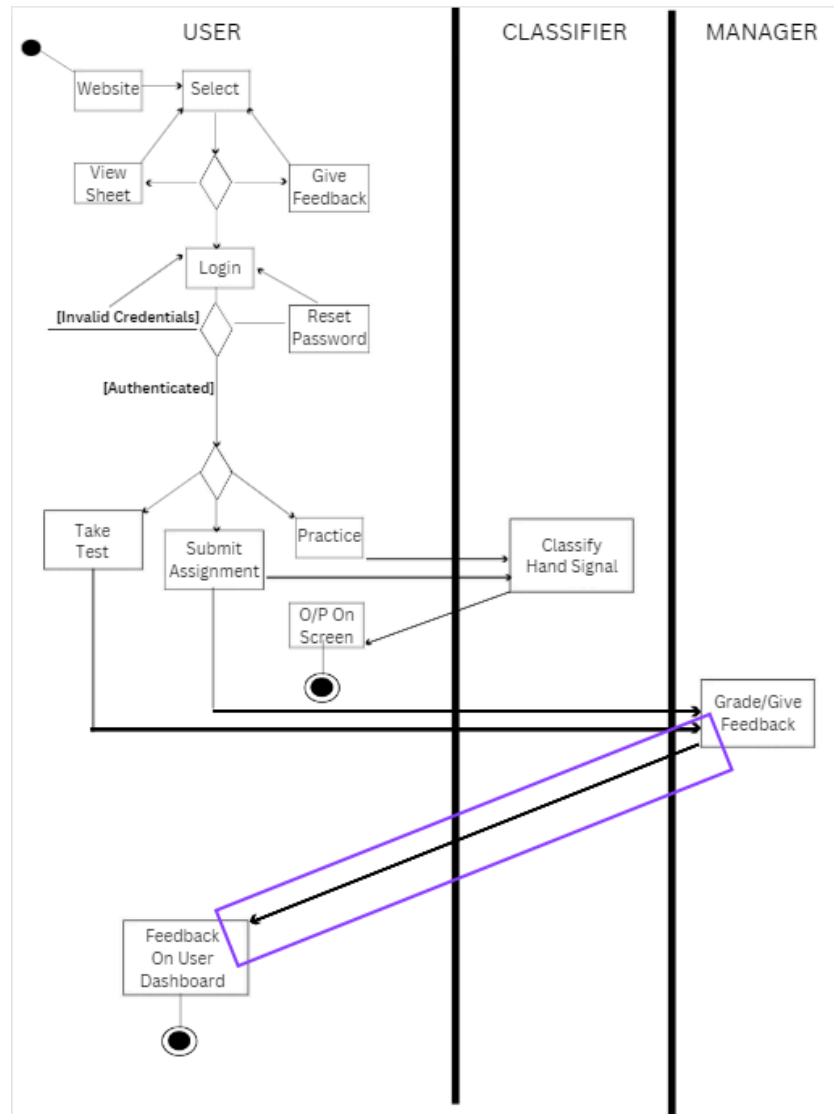 USER
CLASSIFIER
MANAGER
Website
Select
View
Sheet
Give
Feedback
Login
[Invalid Credentials]
Reset
Password
[Authenticated]
Take
Test
Submit
Assignment
Practice
Classify
Hand Signal
O/P On
Screen
Grade/Give
Feedback
Feedback
On User
Dashboard